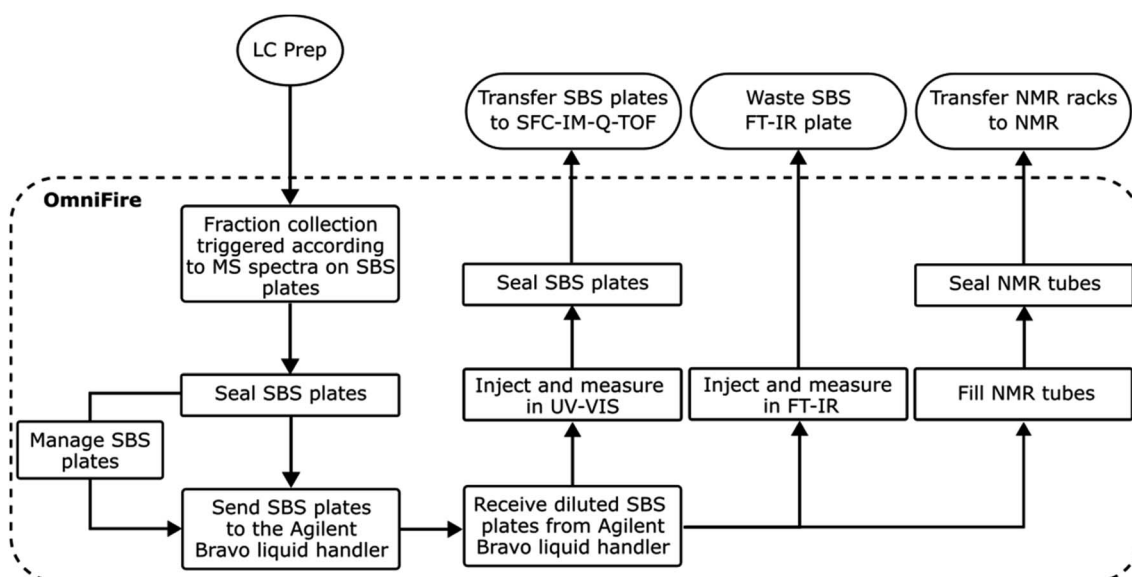 LC Prep
Transfer SBS plates
to SFC-IM-Q-TOF
Waste SBS
FT-IR plate
Transfer NMR racks
to NMR
OmniFire
Fraction collection
triggered according
to MS spectra on SBS
plates
Seal SBS plates
Seal NMR tubes
Seal SBS plates
Inject and measure
in UV-VIS
Inject and measure
in FT-IR
Fill NMR tubes
Manage SBS
plates
Send SBS plates
to the Agilent
Bravo liquid handler
Receive diluted SBS
plates from Agilent
Bravo liquid handler